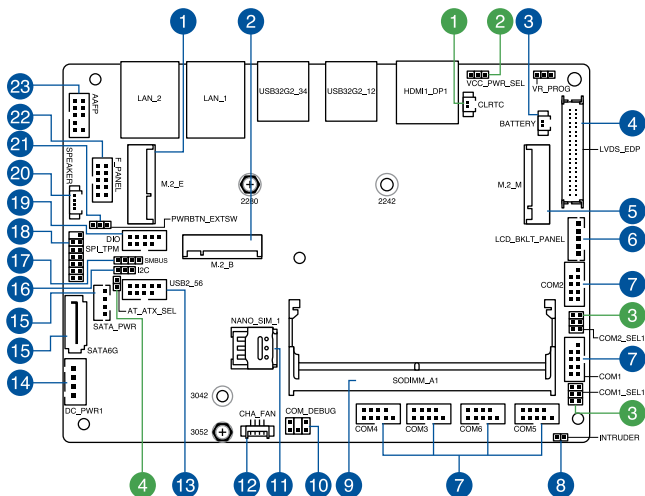 1
2
1
2
3
23
22
21
20
19
18
17
16
15
15
14
AAFP
LAN_2
LAN_1
USB32G2_34
USB32G2_12
HDMI1_DP1
VCC_PWR_SEL
VR_PROG
CLRTC
BATTERY
4
LVDS_EDP
SPEAKER
F_PANEL
M.2_E
2280
2242
M.2_M
5
PWRBTN_EXTSW
DIO
SPI_TPM
M.2_B
LCD_BKLT_PANEL
6
SMBUS
I2C
USB2_56
COM2
7
AT_ATX_SEL
SATA_PWR
NANO_SIM_1
3
COM2_SEL1
SATA6G
7
SODIMM_A1
COM1
DC_PWR1
3042
COM1_SEL1
3
3052
CHA_FAN
COM_DEBUG
COM4
COM3
COM6
COM5
INTRUDER
4
13
12
11
10
9
7
8